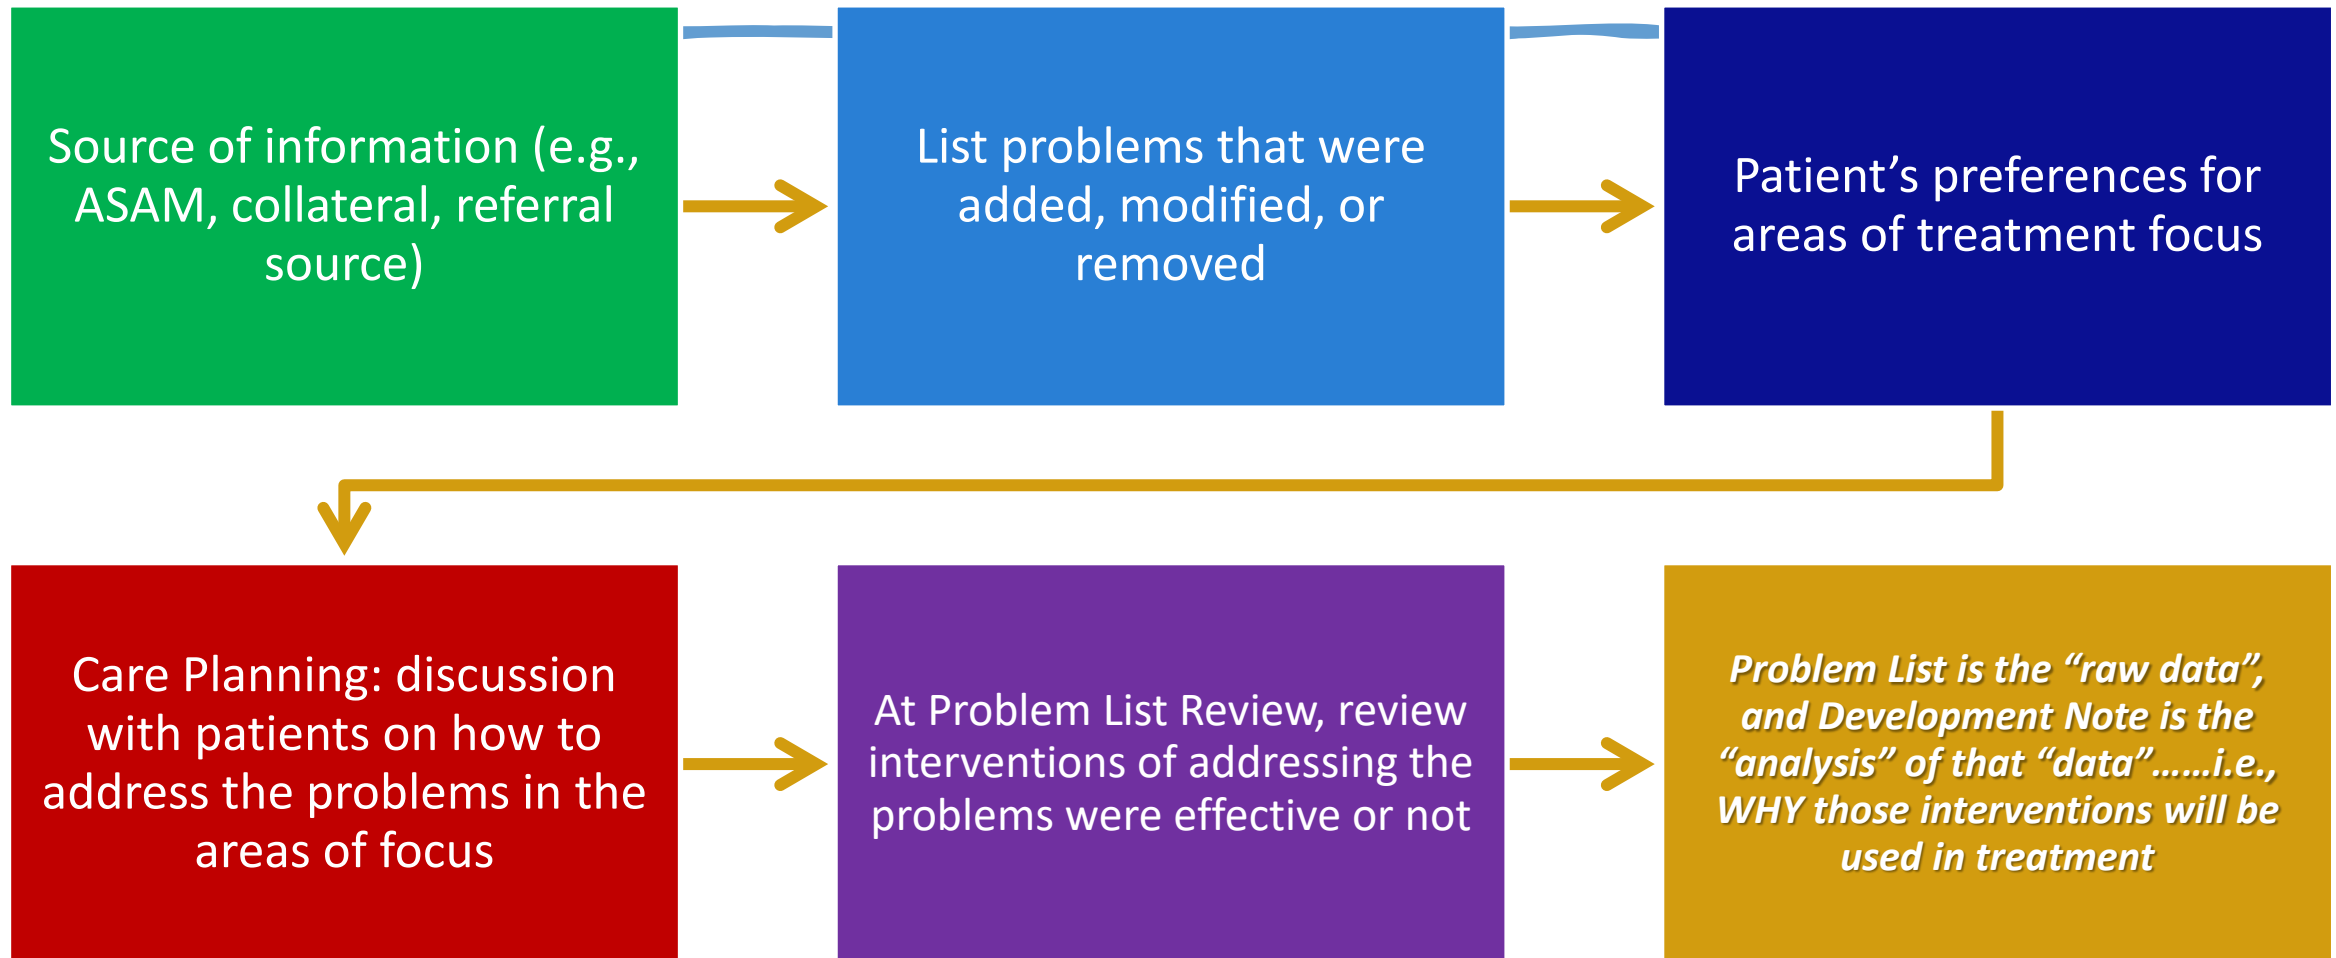 Source of information (e.g.,
ASAM, collateral, referral
source)
List problems that were
added, modified, or
removed
Patient’s preferences for
areas of treatment focus
Care Planning: discussion
with patients on how to
address the problems in the
areas of focus
At Problem List Review, review
interventions of addressing the
problems were effective or not
Problem List is the “raw data”,
and Development Note is the
“analysis” of that “data”……i.e.,
WHY those interventions will be
used in treatment